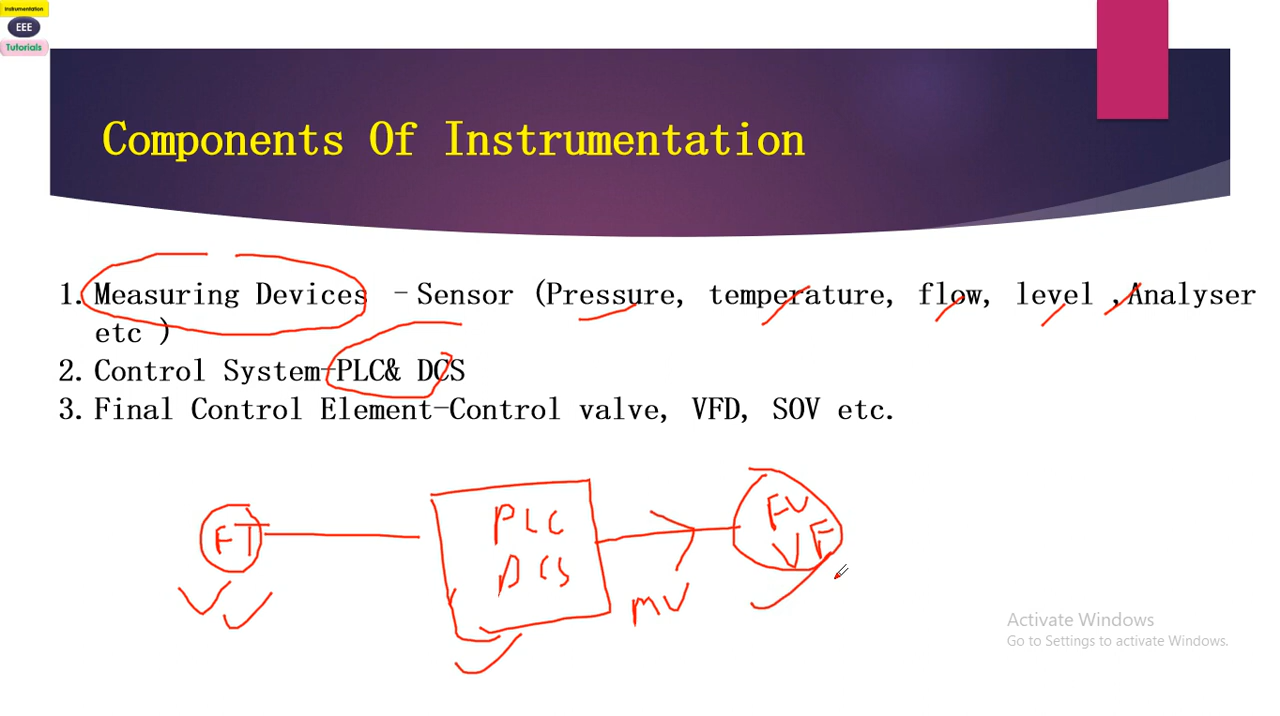 Instrumentation
EEE
Tutorials
Components Of Instrumentation
1. Measuring Devices - Sensor (Pressure, temperature, flow, level ,Analyser
etc )
2. Control System-PLC& DCS
3. Final Control Element-Control valve, VFD, SOV etc.
FT
PLC
DCS
MV
FV
VF
Activate Windows
Go to Settings to activate Windows.